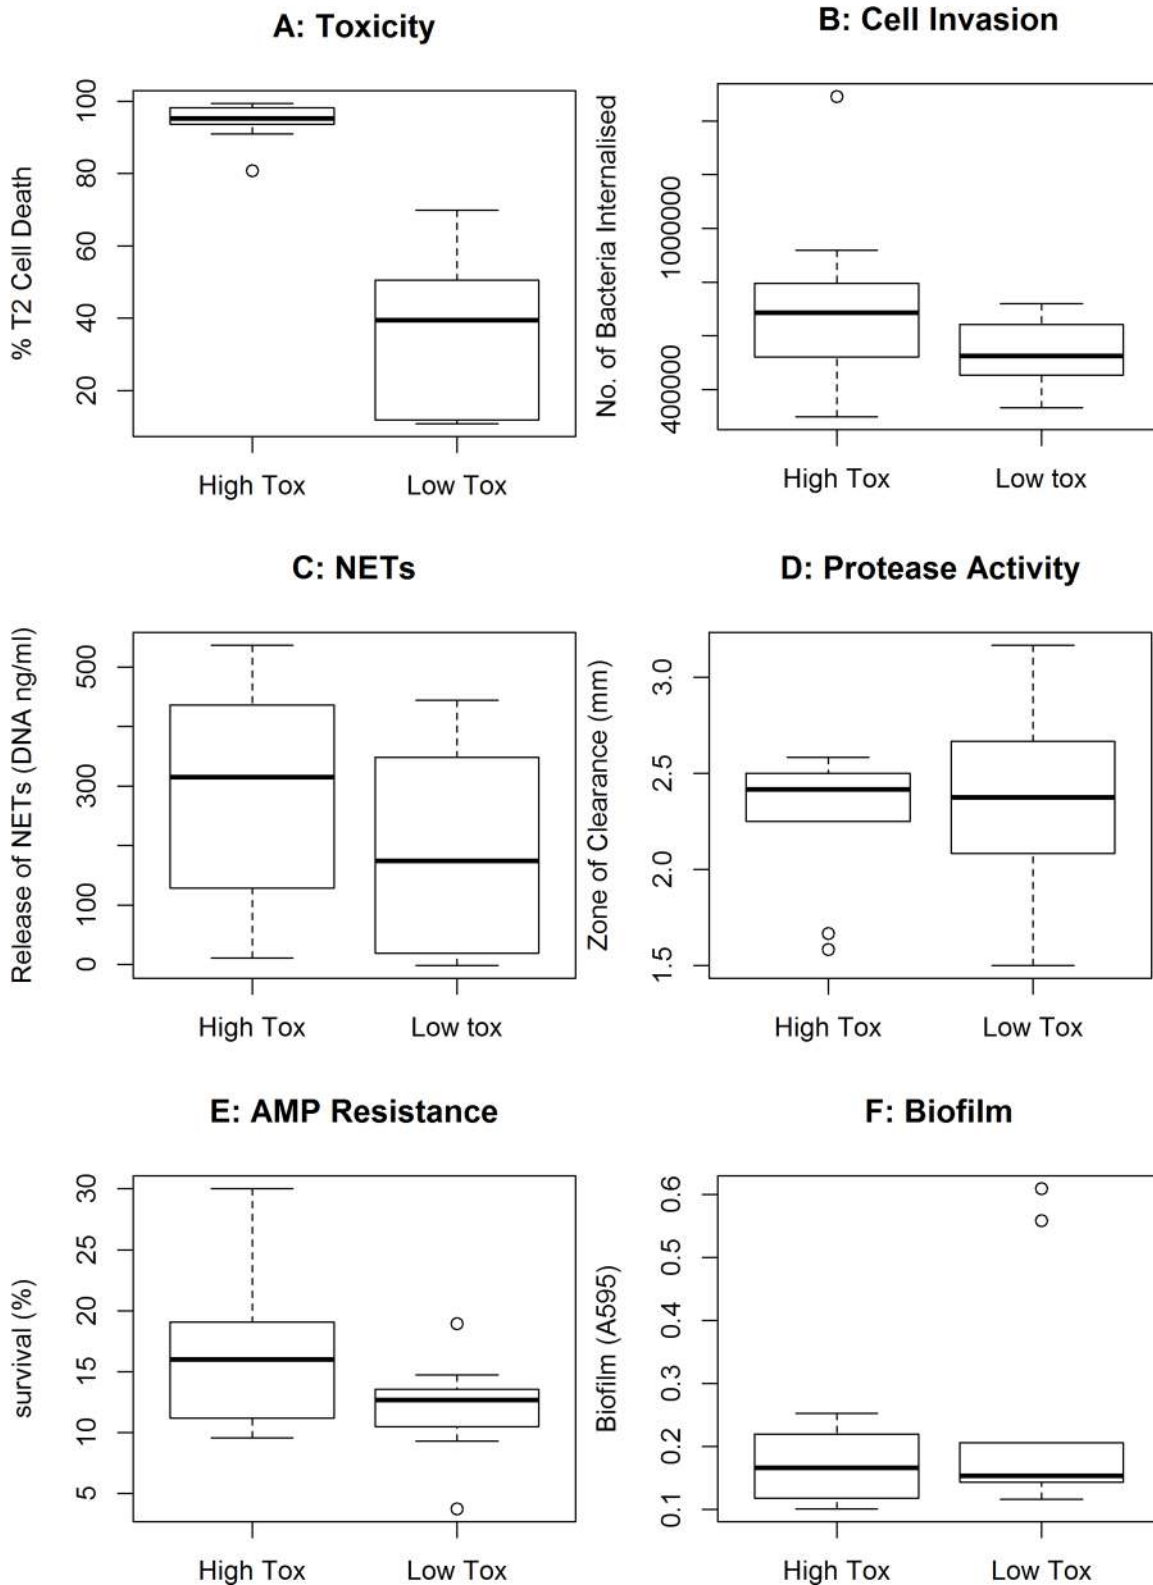 A: Toxicity
% T2 Cell Death
100
80
60
40
20
High Tox
Low Tox
B: Cell Invasion
No. of Bacteria Internalised
1000000
400000
High Tox
Low tox
C: NETs
Release of NETs (DNA ng/ml)
500
300
100
0
High Tox
Low tox
D: Protease Activity
Zone of Clearance (mm)
3.0
2.5
2.0
1.5
High Tox
Low Tox
E: AMP Resistance
survival (%)
30
25
20
15
10
5
High Tox
Low Tox
F: Biofilm
Biofilm (A595)
0.6
0.5
0.4
0.3
0.2
0.1
High Tox
Low Tox